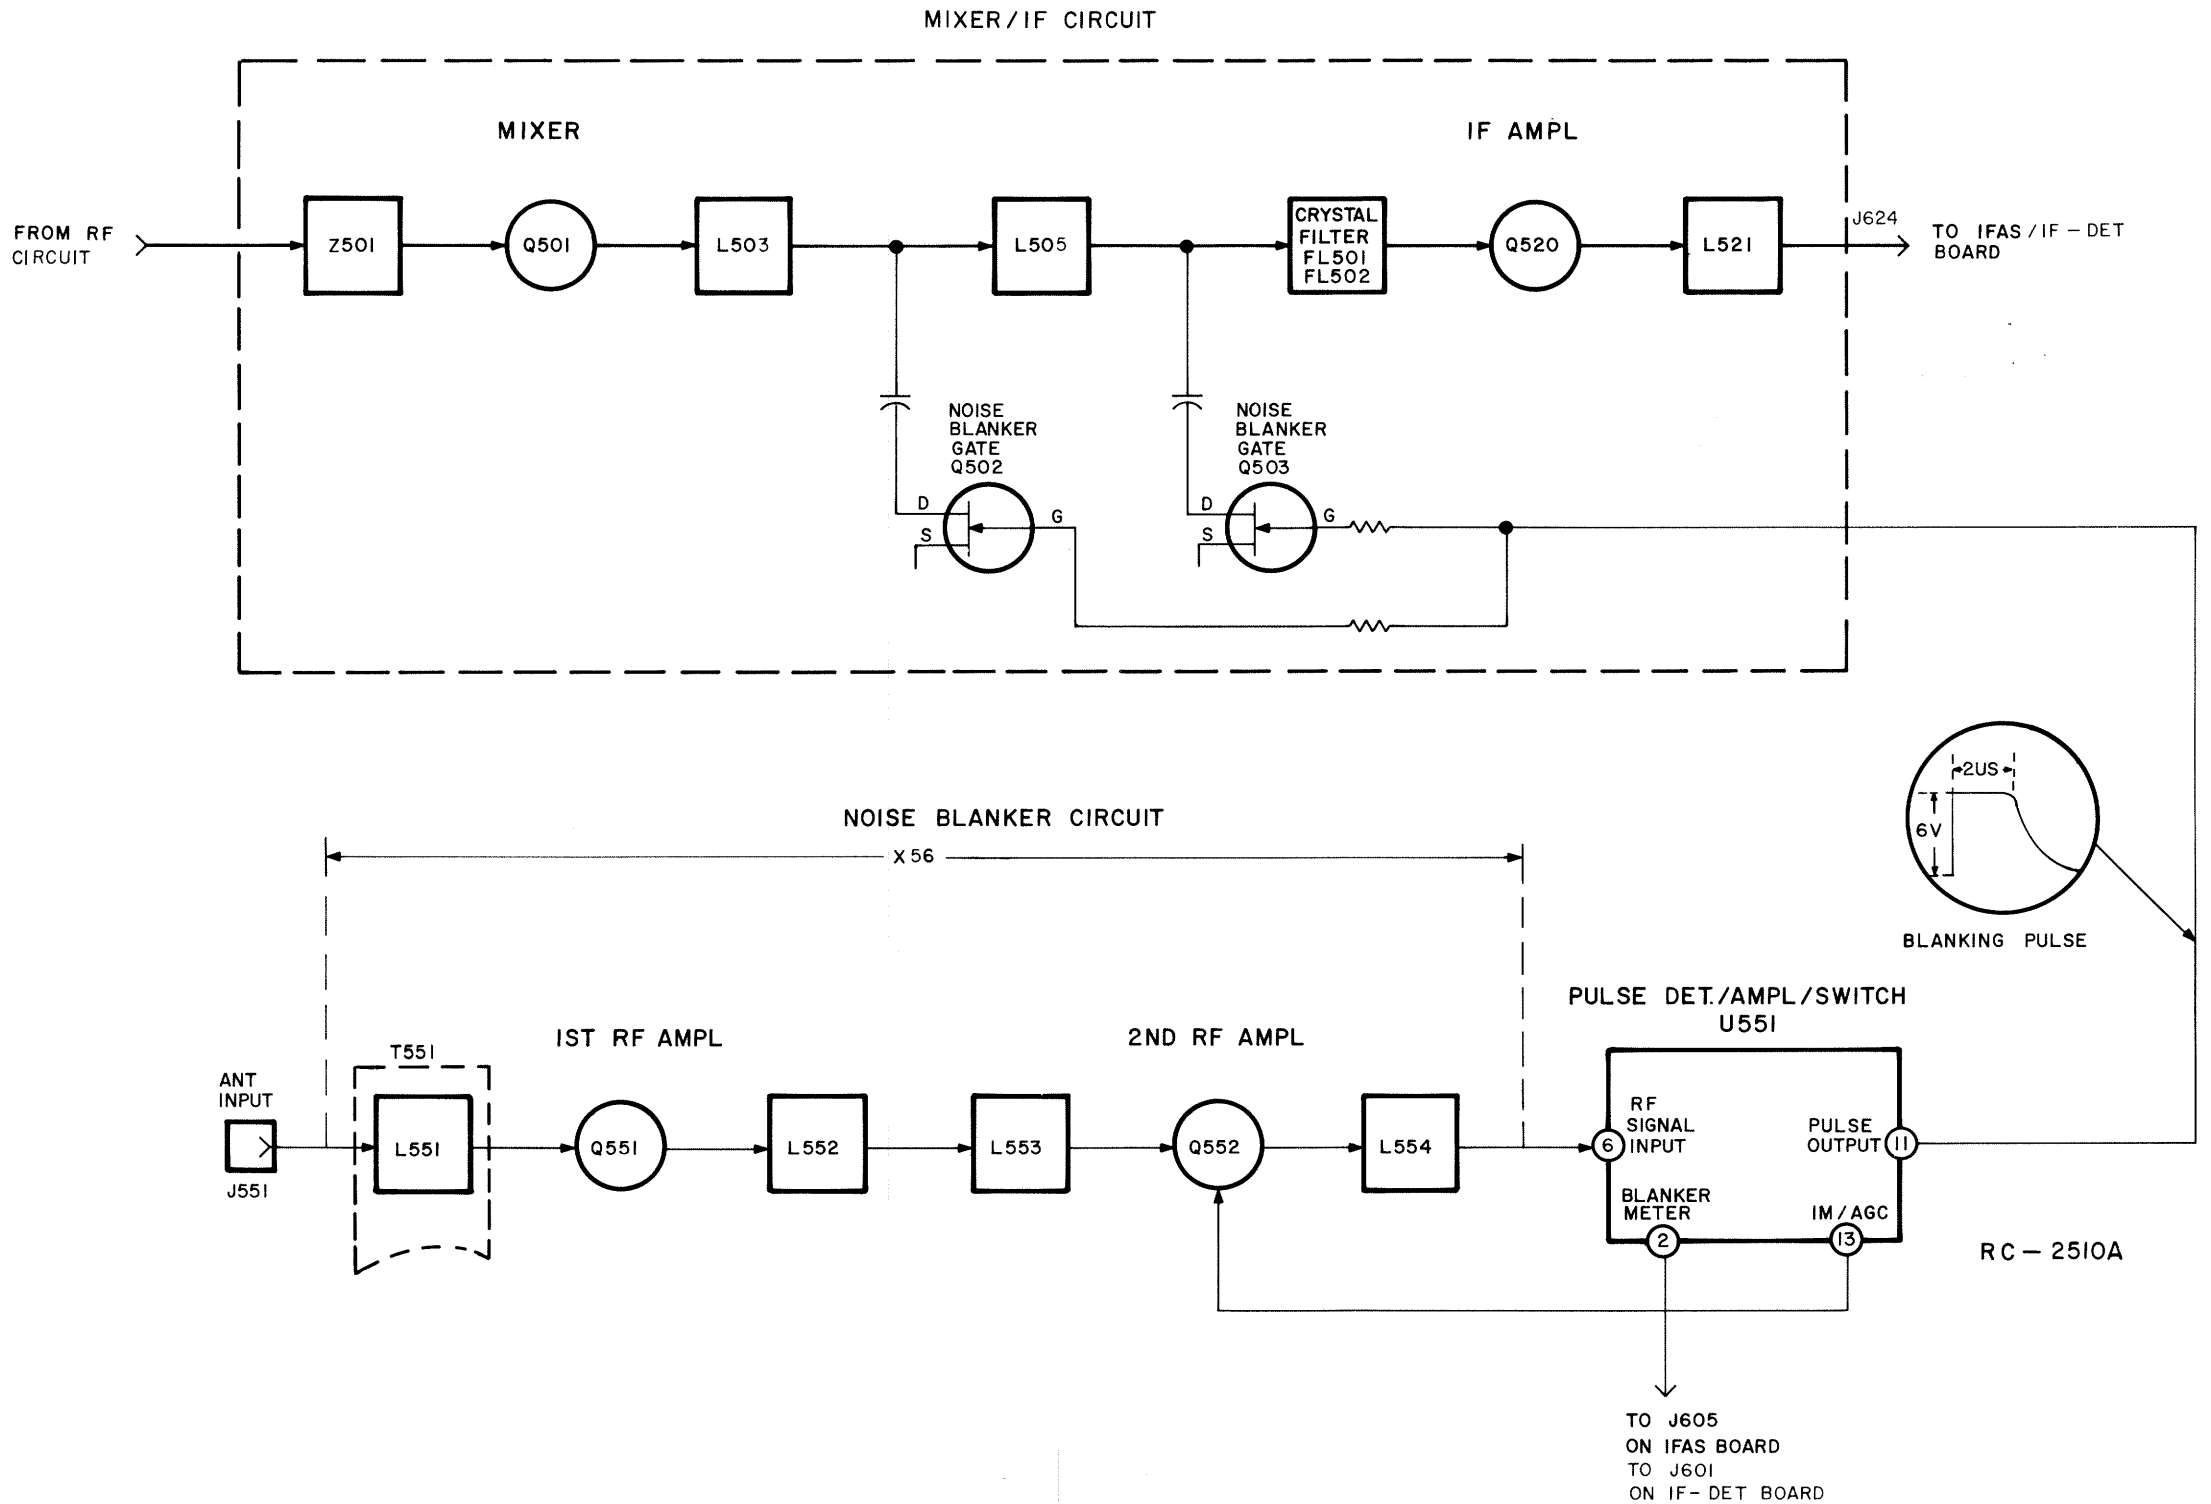 MIXER/IF CIRCUIT
MIXER
IF AMPL
FROM RF
CIRCUIT
Z501
Q501
L503
L505
CRYSTAL
FILTER
FL501
FL502
Q520
L521
J624
TO IFAS/IF-DET
BOARD
NOISE
BLANKER
GATE
Q502
D
S
G
NOISE
BLANKER
GATE
Q503
D
S
G
2US
6V
BLANKING PULSE
NOISE BLANKER CIRCUIT
X56
PULSE DET./AMPL/SWITCH
U551
1ST RF AMPL
2ND RF AMPL
T551
ANT
INPUT
J551
L551
Q551
L552
L553
Q552
L554
6
RF
SIGNAL
INPUT
PULSE
OUTPUT
11
BLANKER
METER
2
IM/AGC
13
RC-2510A
TO J605
ON IFAS BOARD
TO J601
ON IF-DET BOARD